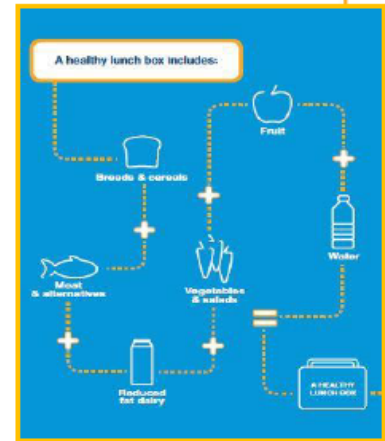 A healthy lunch box includes:
Breads & cereals
Meat
& alternatives
Reduced
fat dairy
Vegetables
& salads
Fruit
Water
A HEALTHY
LUNCH BOX